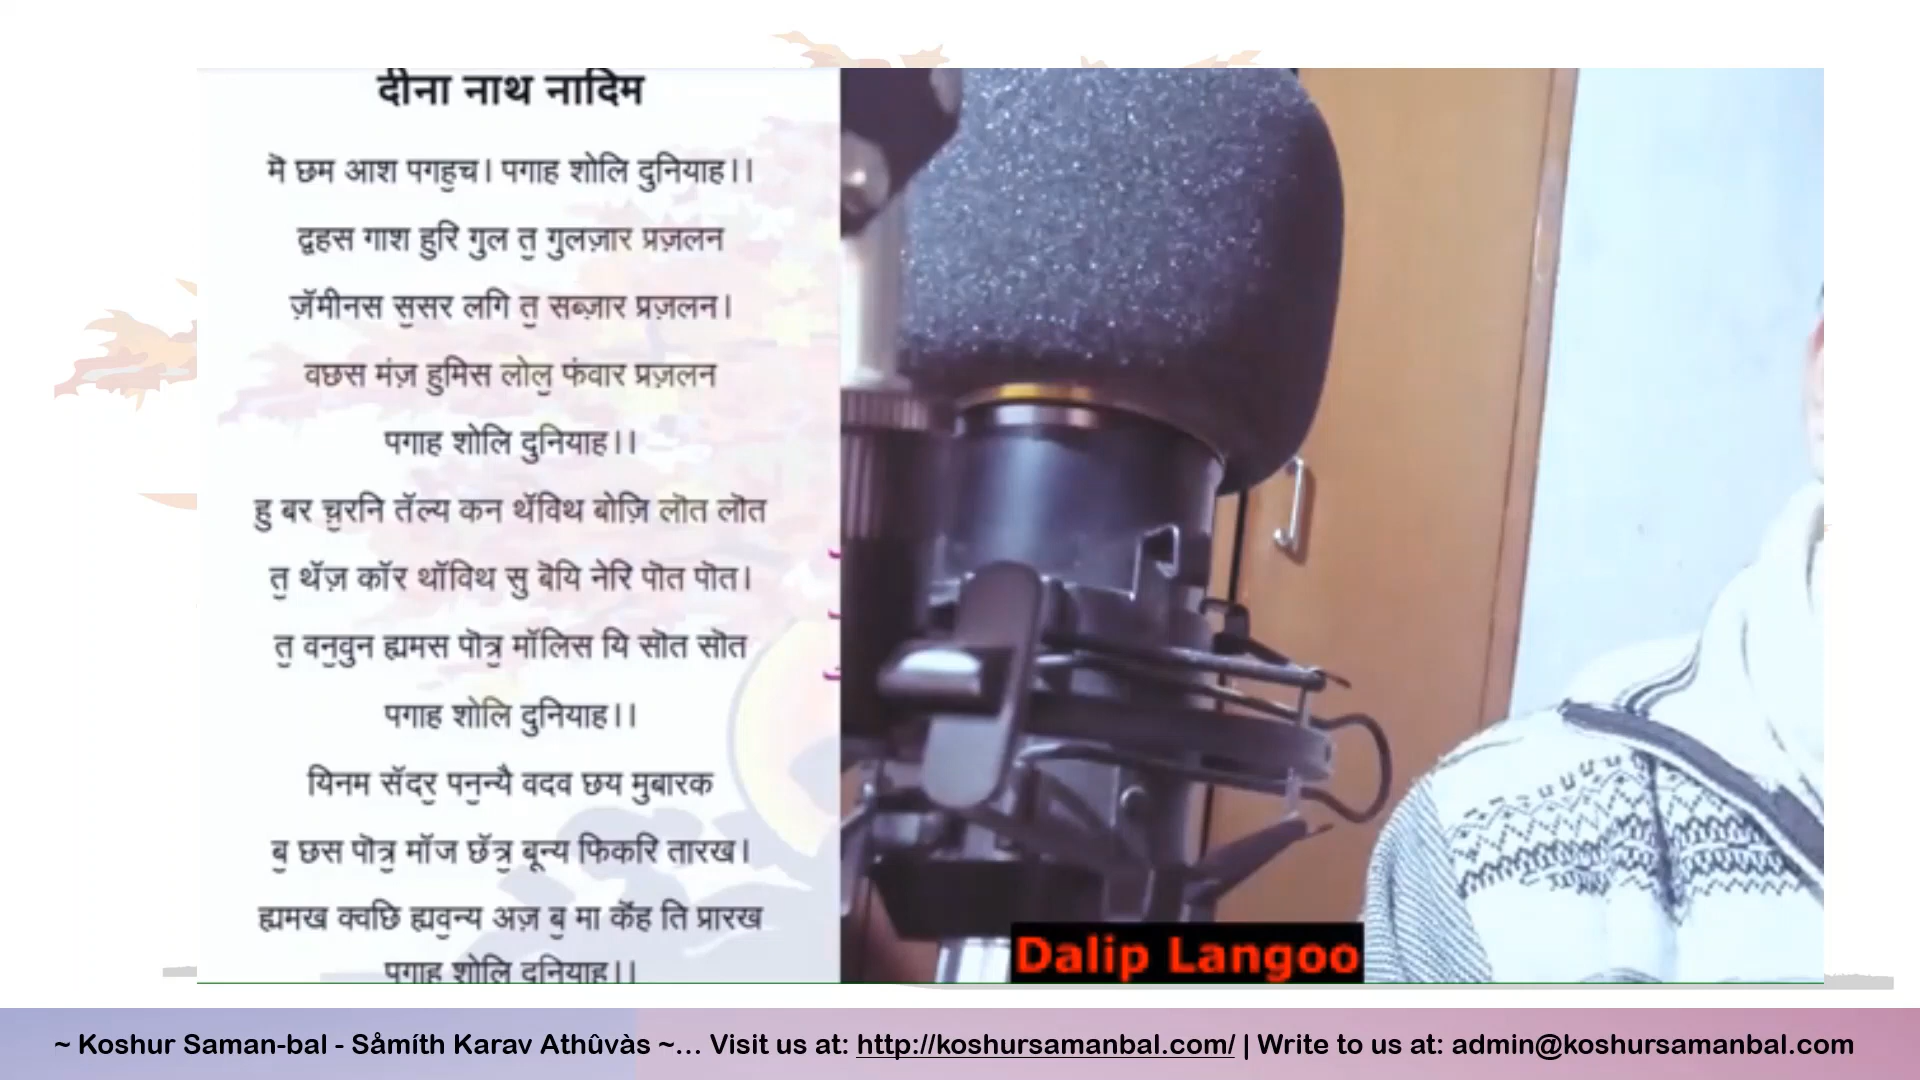 दीना नाथ नादिम
मॆ छम आश पगह॒च। पगाह शोलि दुनियाह।।
द्वहस गाश हुरि गुल त॒ गुलज़ार प्रज़लन
ज़ॅमीनस स॒सर लगि त॒ सब्ज़ार प्रज़लन।
वछस मंज़ हुमिस लोल॒ फंवार प्रज़लन
पगाह शोलि दुनियाह।।
हु बर च़॒रनि तॅल्य कन थॅविथ बोज़ि लॊत लॊत
त॒ थॅज़ कॉर थॉविथ सु बॆयि नेरि पॊत पॊत।
त॒ वन॒वुन ह्यमस पॊत्र॒ मॉलिस यि सॊत सॊत
पगाह शोलि दुनियाह।।
यिनम सॅदर॒ पन॒न्यै वदव छय मुबारक
ब॒ छस पॊत्र॒ मॉज छॅत्र॒ बून्य फिकरि तारख।
ह्यमख क्वछि ह्यव॒न्य अज़ ब॒ मा कॅंह ति प्रारख
पगाह शोलि दुनियाह।।
Dalip Langoo
~ Koshur Saman-bal - Såmíth Karav Athûvàs ~... Visit us at: http://koshursamanbal.com/ | Write to us at: admin@koshursamanbal.com